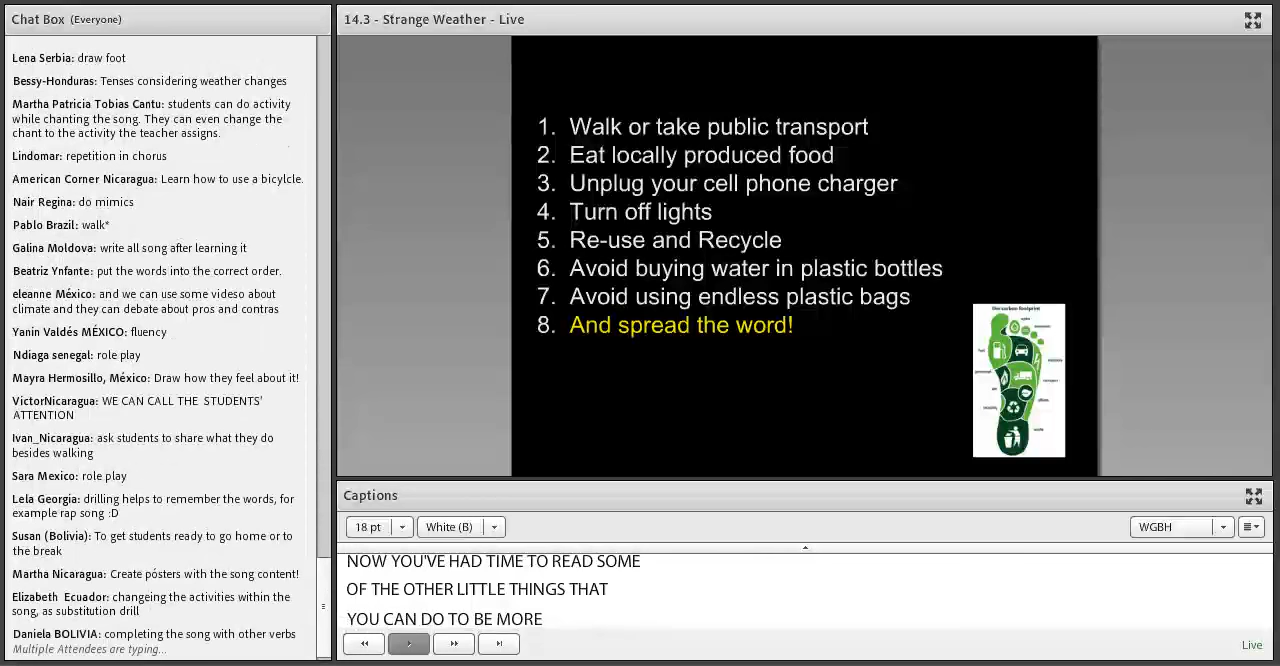 Chat Box (Everyone)
Lena Serbia: draw foot
Bessy-Honduras: Tenses considering weather changes
Martha Patricia Tobias Cantu: students can do activity
while chanting the song. They can even change the
chant to the activity the teacher assigns.
Lindomar: repetition in chorus
American Corner Nicaragua: Learn how to use a bicylcle.
Nair Regina: do mimics
Pablo Brazil: walk*
Galina Moldova: write all song after learning it
Beatriz Ynfante: put the words into the correct order.
eleanne México: and we can use some videso about
climate and they can debate about pros and contras
Yanin Valdés MÉXICO: fluency
Ndiaga senegal: role play
Mayra Hermosillo, México: Draw how they feel about it!
VictorNicaragua: WE CAN CALL THE STUDENTS'
ATTENTION
Ivan_Nicaragua: ask students to share what they do
besides walking
Sara Mexico: role play
Lela Georgia: drilling helps to remember the words, for
example rap song :D
Susan (Bolivia): To get students ready to go home or to
the break
Martha Nicaragua: Create pósters with the song content!
Elizabeth Ecuador: changeing the activities within the
song, as substitution drill
Daniela BOLIVIA: completing the song with other verbs
Multiple Attendees are typing...
14.3 - Strange Weather - Live
1. Walk or take public transport
2. Eat locally produced food
3. Unplug your cell phone charger
4. Turn off lights
5. Re-use and Recycle
6. Avoid buying water in plastic bottles
7. Avoid using endless plastic bags
8. And spread the word!
Captions
18 pt
White (B)
WGBH
NOW YOU'VE HAD TIME TO READ SOME
OF THE OTHER LITTLE THINGS THAT
YOU CAN DO TO BE MORE
Live